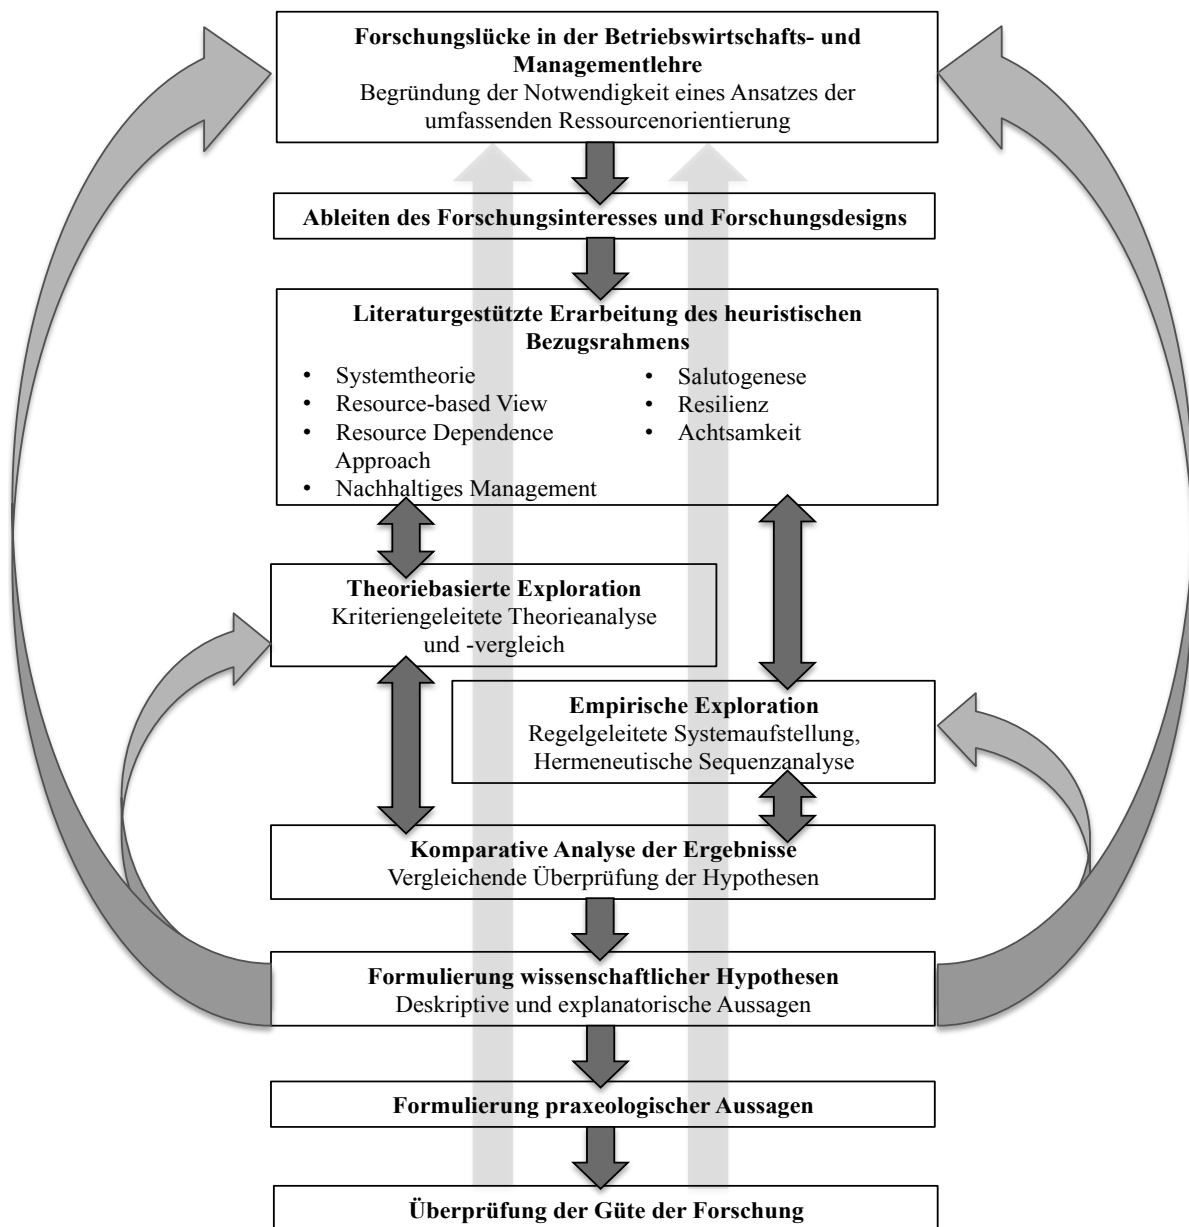 Forschungslücke in der Betriebswirtschafts- und
Managementlehre
Begründung der Notwendigkeit eines Ansatzes der
umfassenden Ressourcenorientierung
Ableiten des Forschungsinteresses und Forschungsdesigns
Literaturgestützte Erarbeitung des heuristischen
Bezugsrahmens
• Systemtheorie
• Resource-based View
• Resource Dependence
Approach
• Nachhaltiges Management
• Salutogenese
• Resilienz
• Achtsamkeit
Theoriebasierte Exploration
Kriteriengeleitete Theorieanalyse
und -vergleich
Empirische Exploration
Regelgeleitete Systemaufstellung,
Hermeneutische Sequenzanalyse
Komparative Analyse der Ergebnisse
Vergleichende Überprüfung der Hypothesen
Formulierung wissenschaftlicher Hypothesen
Deskriptive und explanatorische Aussagen
Formulierung praxeologischer Aussagen
Überprüfung der Güte der Forschung